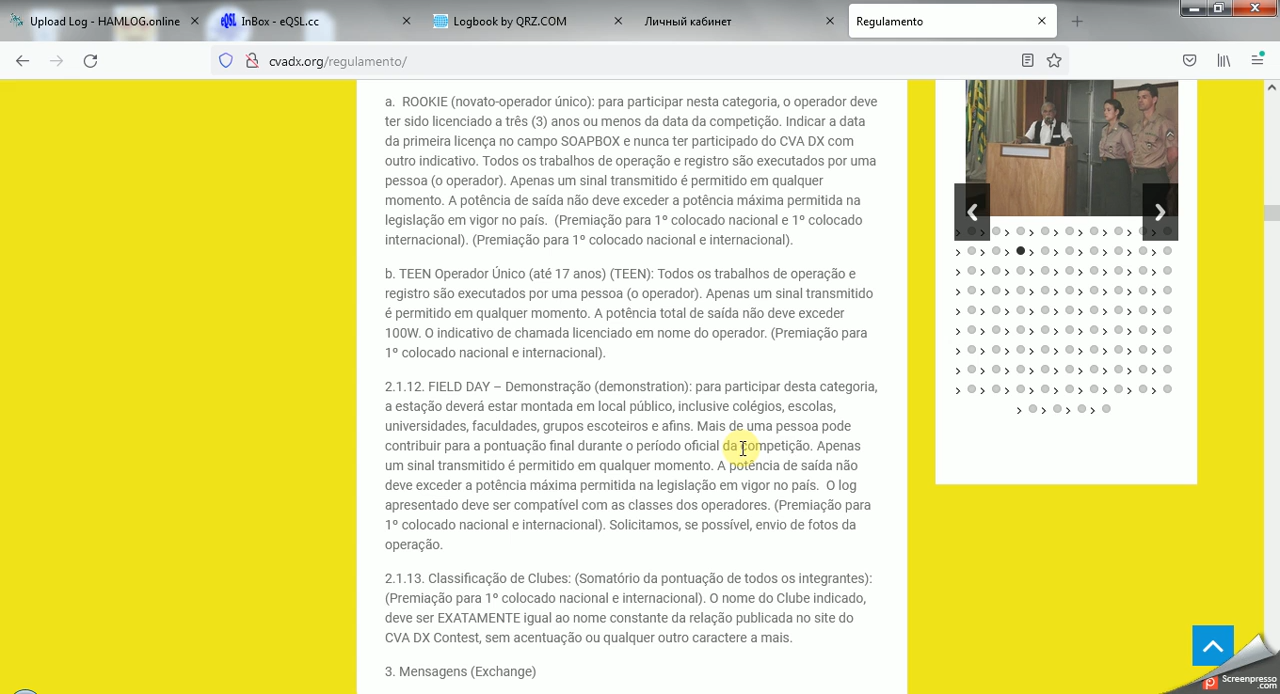 Upload Log - HAMLOG.online
InBox - eQSL.cc
Logbook by QRZ.COM
Личный кабинет
Regulamento
cvadx.org/regulamento/
a. ROOKIE (novato-operador único): para participar nesta categoria, o operador deve
ter sido licenciado a três (3) anos ou menos da data da competição. Indicar a data
da primeira licença no campo SOAPBOX e nunca ter participado do CVA DX com
outro indicativo. Todos os trabalhos de operação e registro são executados por uma
pessoa (o operador). Apenas um sinal transmitido é permitido em qualquer
momento. A potência de saída não deve exceder a potência máxima permitida na
legislação em vigor no país. (Premiação para 1º colocado nacional e 1º colocado
internacional). (Premiação para 1º colocado nacional e internacional).
b. TEEN Operador Único (até 17 anos) (TEEN): Todos os trabalhos de operação e
registro são executados por uma pessoa (o operador). Apenas um sinal transmitido
é permitido em qualquer momento. A potência total de saída não deve exceder
100W. O indicativo de chamada licenciado em nome do operador. (Premiação para
1º colocado nacional e internacional).
2.1.12. FIELD DAY – Demonstração (demonstration): para participar desta categoria,
a estação deverá estar montada em local público, inclusive colégios, escolas,
universidades, faculdades, grupos escoteiros e afins. Mais de uma pessoa pode
contribuir para a pontuação final durante o período oficial da competição. Apenas
um sinal transmitido é permitido em qualquer momento. A potência de saída não
deve exceder a potência máxima permitida na legislação em vigor no país. O log
apresentado deve ser compatível com as classes dos operadores. (Premiação para
1º colocado nacional e internacional). Solicitamos, se possível, envio de fotos da
operação.
2.1.13. Classificação de Clubes: (Somatório da pontuação de todos os integrantes):
(Premiação para 1º colocado nacional e internacional). O nome do Clube indicado,
deve ser EXATAMENTE igual ao nome constante da relação publicada no site do
CVA DX Contest, sem acentuação ou qualquer outro caractere a mais.
3. Mensagens (Exchange)
Screenpresso
.com